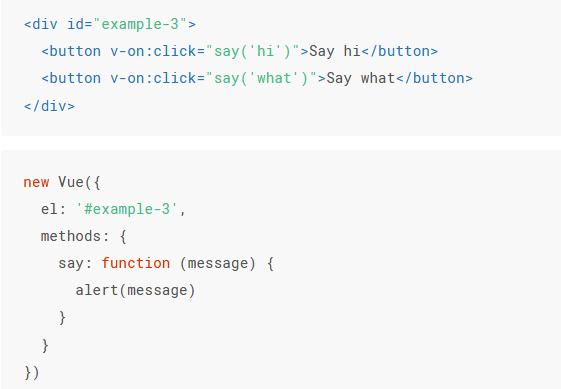 <div id="example-3">
  <button v-on:click="say('hi')">Say hi</button>
  <button v-on:click="say('what')">Say what</button>
</div>
new Vue({
  el: '#example-3',
  methods: {
    say: function (message) {
      alert(message)
    }
  }
})